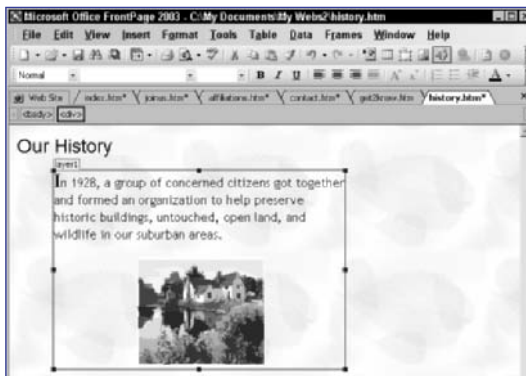 Microsoft Office FrontPage 2003 - C:\My Documents\My Webs2\history.htm
File Edit View Insert Format Tools Table Data Frames Window Help
Normal B I U A
Web Site index.htm* joinus.htm* affiliations.htm* contact.htm* get2know.htm history.htm*
<body> <div>
Our History
layer1
In 1928, a group of concerned citizens got together
and formed an organization to help preserve
historic buildings, untouched, open land, and
wildlife in our suburban areas.